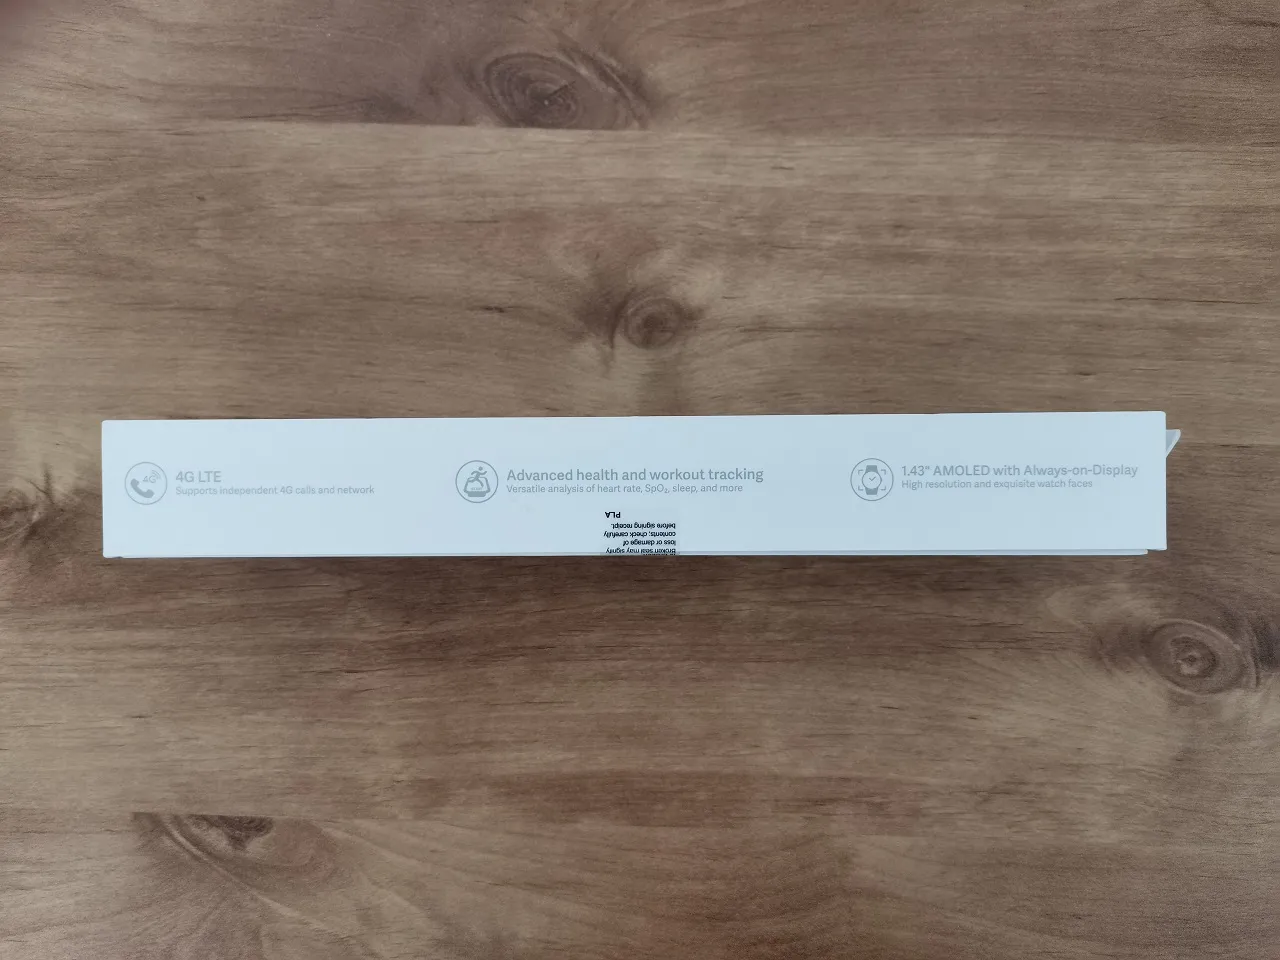 4G
4G LTE
Supports independent 4G calls and network
Advanced health and workout tracking
Versatile analysis of heart rate, SpO₂, sleep, and more
1.43" AMOLED with Always-on-Display
High resolution and exquisite watch faces
Broken seal may signify
loss or damage of
contents, check carefully
before signing receipt.
PLA